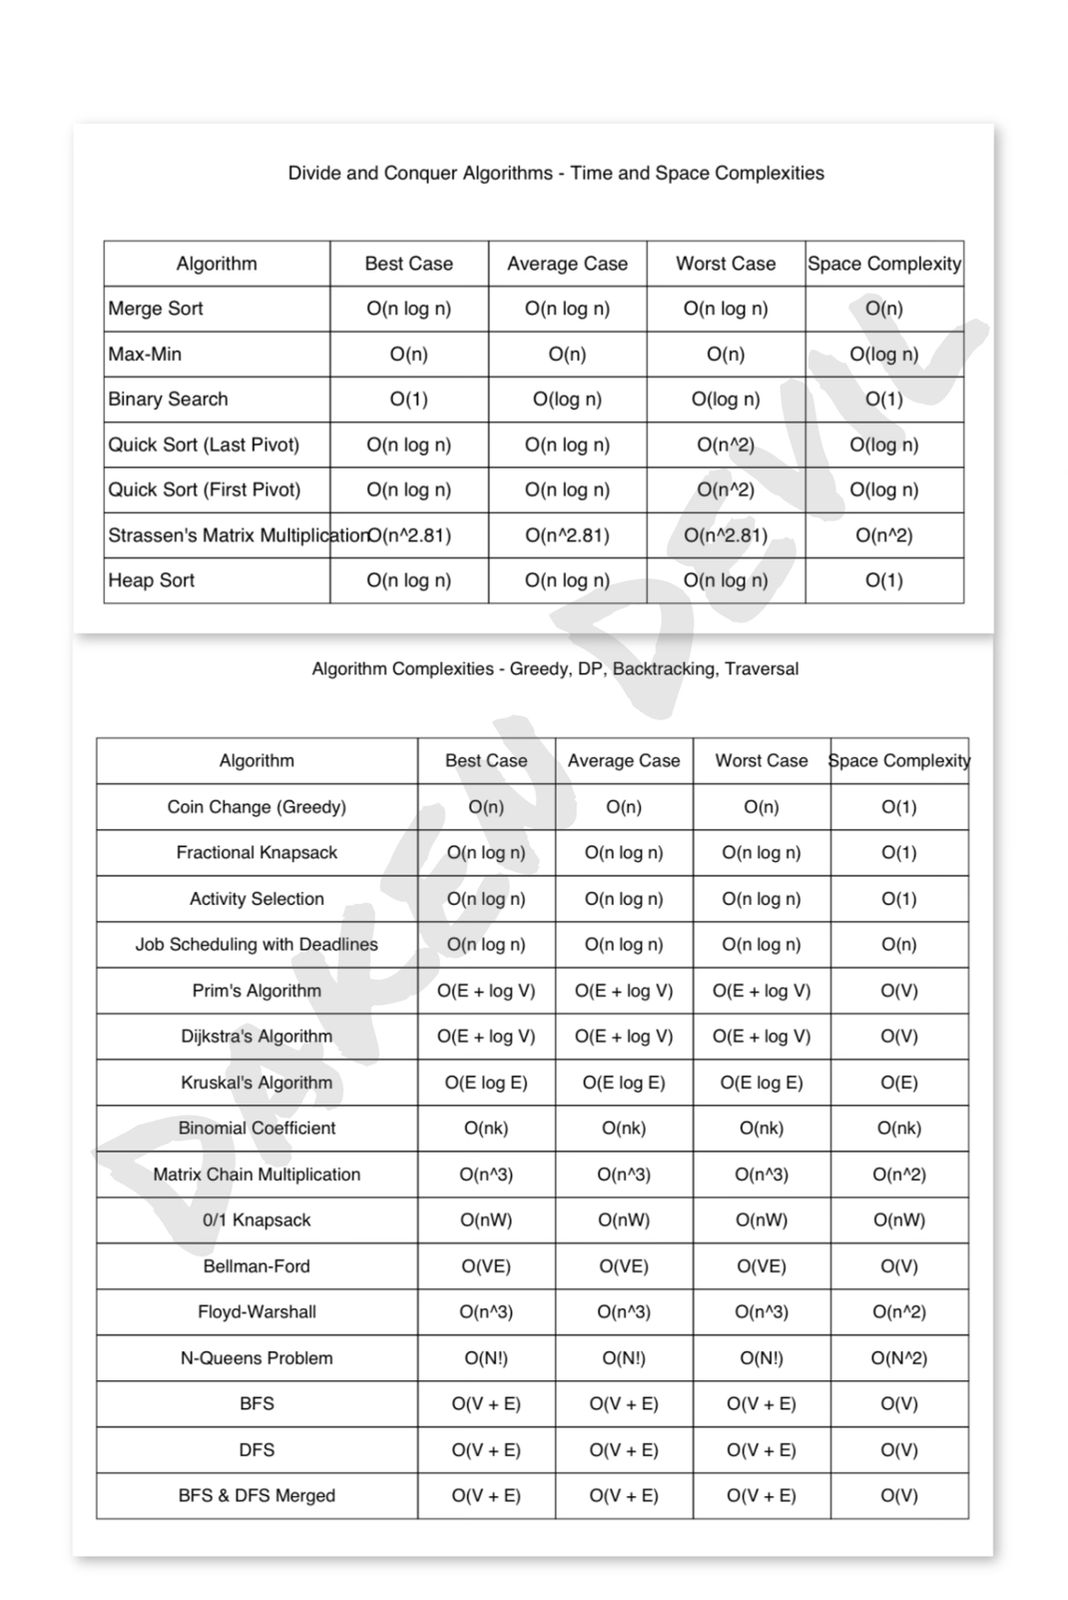 Divide and Conquer Algorithms - Time and Space Complexities
Algorithm Best Case Average Case Worst Case Space Complexity
Merge Sort O(n log n) O(n log n) O(n log n) O(n)
Max-Min O(n) O(n) O(n) O(log n)
Binary Search O(1) O(log n) O(log n) O(1)
Quick Sort (Last Pivot) O(n log n) O(n log n) O(n^2) O(log n)
Quick Sort (First Pivot) O(n log n) O(n log n) O(n^2) O(log n)
Strassen's Matrix Multiplication O(n^2.81) O(n^2.81) O(n^2.81) O(n^2)
Heap Sort O(n log n) O(n log n) O(n log n) O(1)
Algorithm Complexities - Greedy, DP, Backtracking, Traversal
Algorithm Best Case Average Case Worst Case Space Complexity
Coin Change (Greedy) O(n) O(n) O(n) O(1)
Fractional Knapsack O(n log n) O(n log n) O(n log n) O(1)
Activity Selection O(n log n) O(n log n) O(n log n) O(1)
Job Scheduling with Deadlines O(n log n) O(n log n) O(n log n) O(n)
Prim's Algorithm O(E + log V) O(E + log V) O(E + log V) O(V)
Dijkstra's Algorithm O(E + log V) O(E + log V) O(E + log V) O(V)
Kruskal's Algorithm O(E log E) O(E log E) O(E log E) O(E)
Binomial Coefficient O(nk) O(nk) O(nk) O(nk)
Matrix Chain Multiplication O(n^3) O(n^3) O(n^3) O(n^2)
0/1 Knapsack O(nW) O(nW) O(nW) O(nW)
Bellman-Ford O(VE) O(VE) O(VE) O(V)
Floyd-Warshall O(n^3) O(n^3) O(n^3) O(n^2)
N-Queens Problem O(N!) O(N!) O(N!) O(N^2)
BFS O(V + E) O(V + E) O(V + E) O(V)
DFS O(V + E) O(V + E) O(V + E) O(V)
BFS & DFS Merged O(V + E) O(V + E) O(V + E) O(V)
DAKEN DEVIL